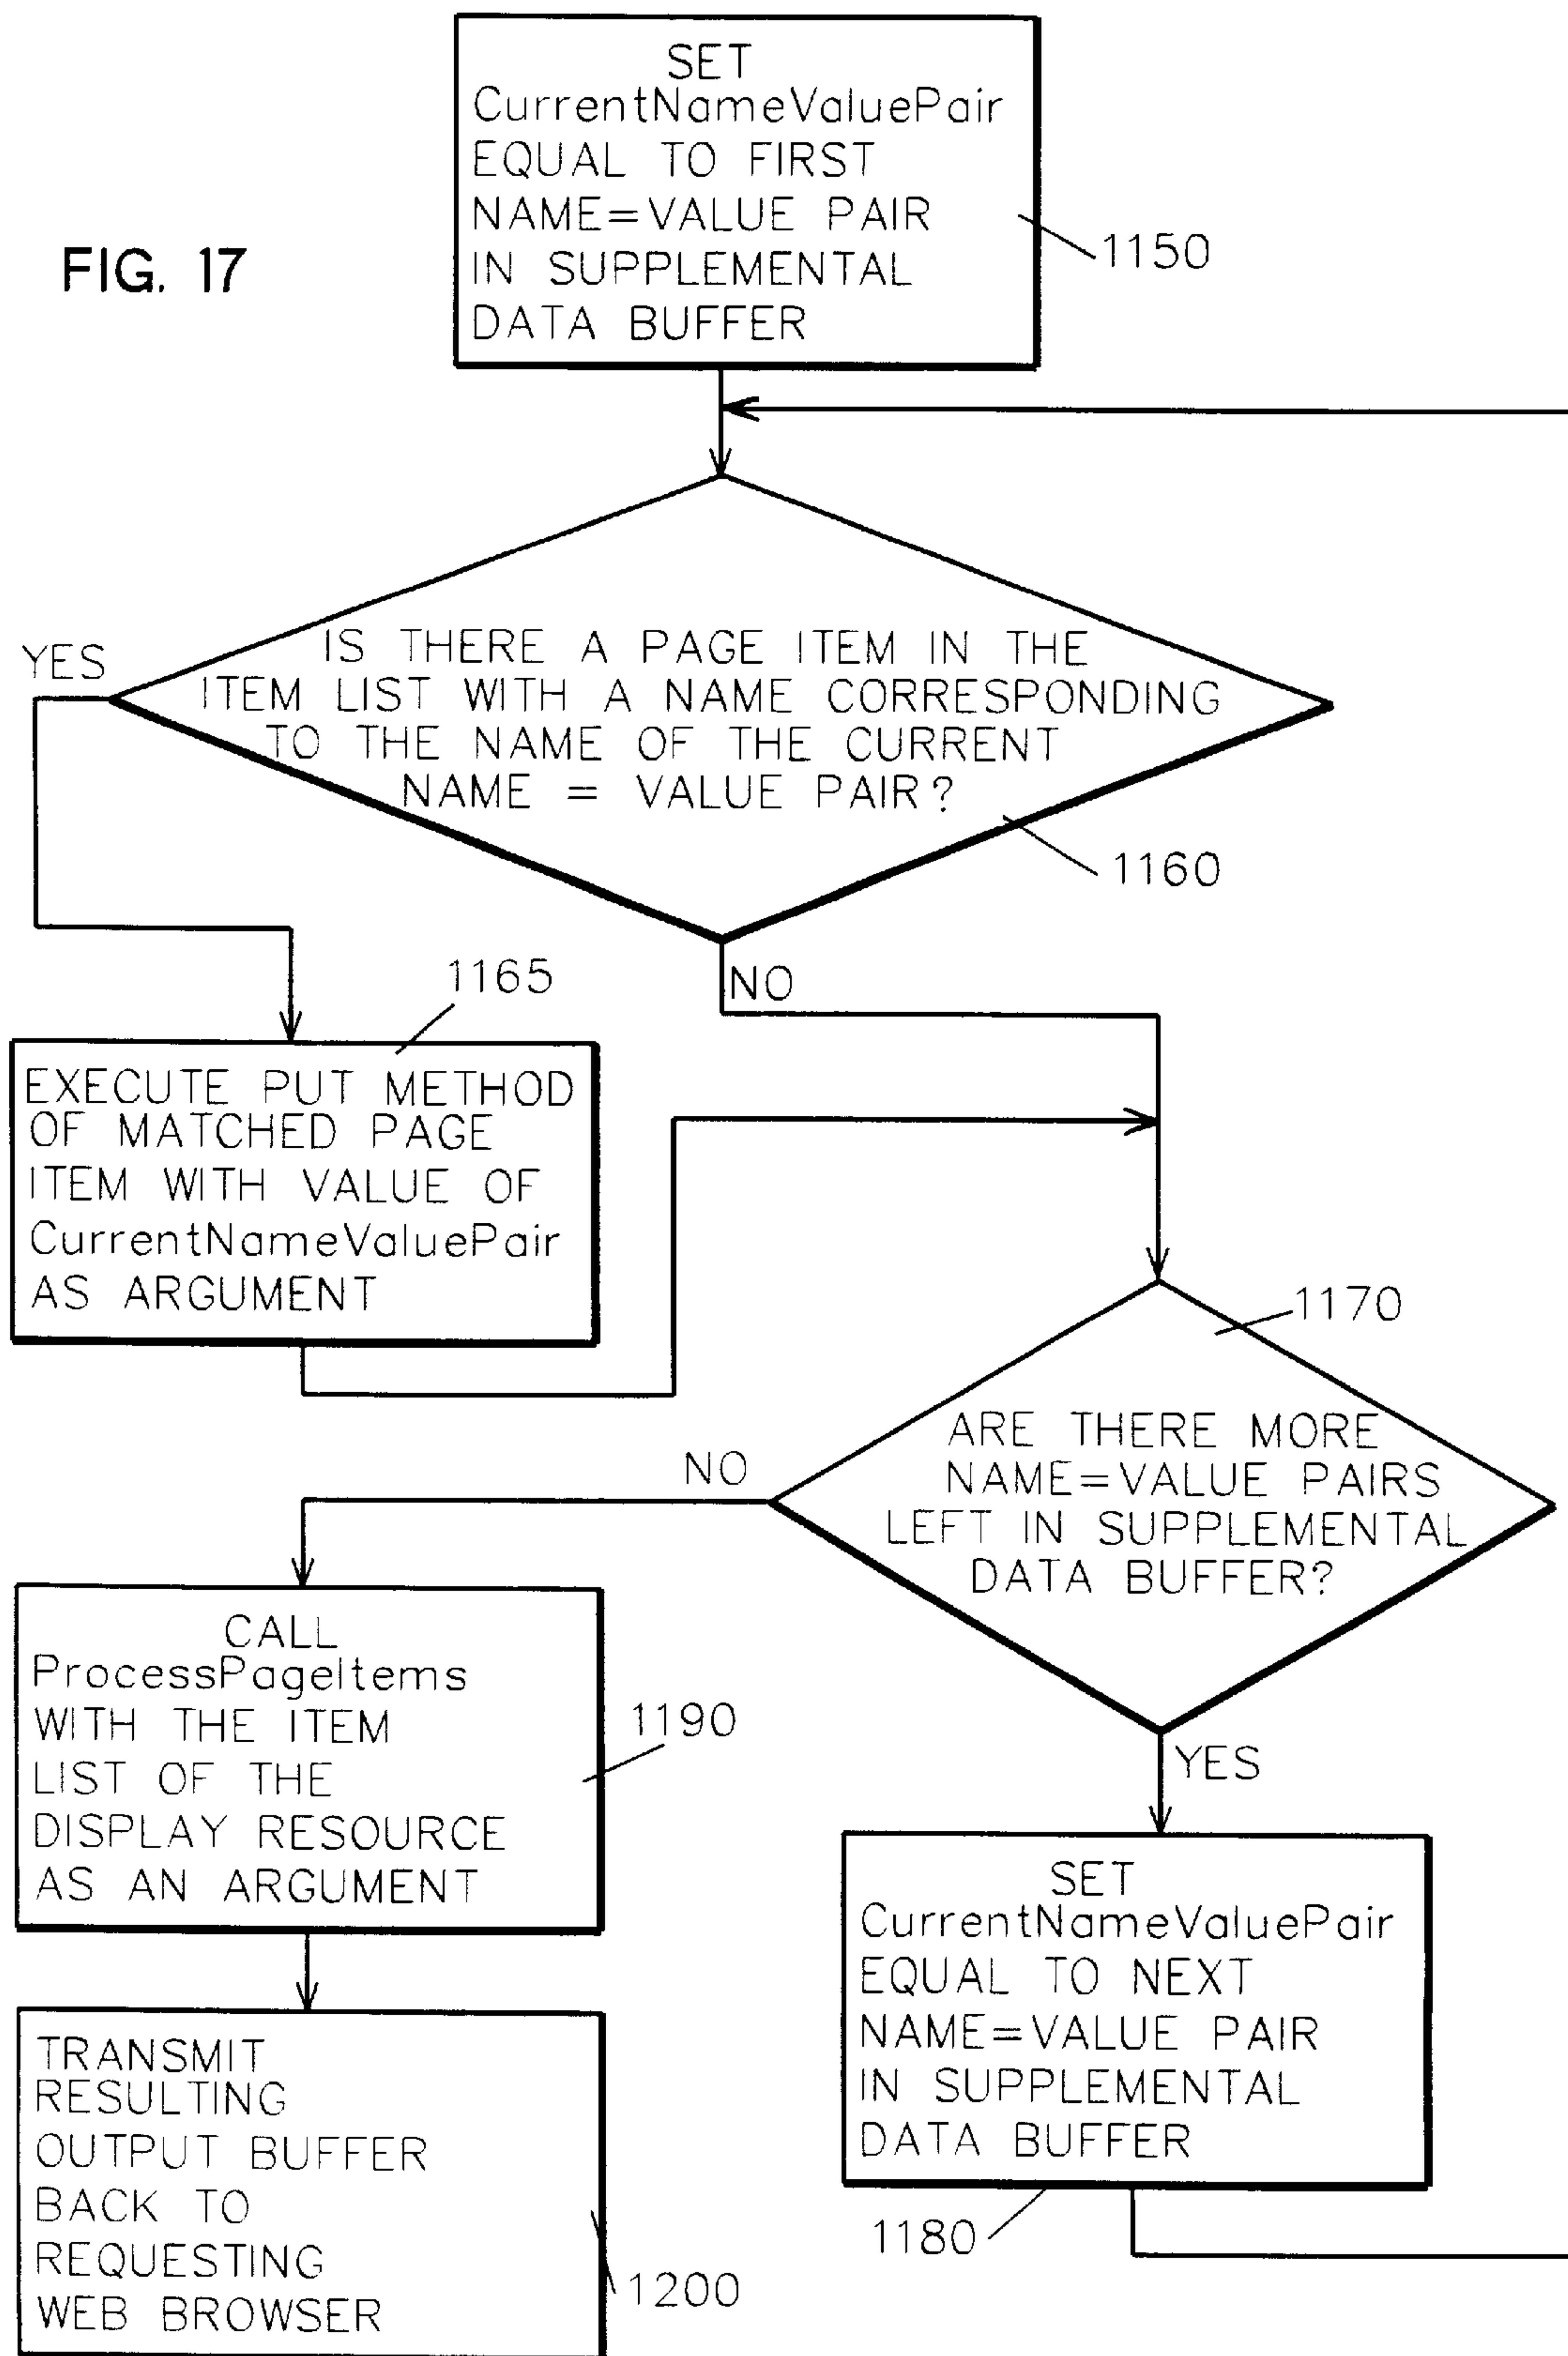 FIG. 17
SET
CurrentNameValuePair
EQUAL TO FIRST
NAME=VALUE PAIR
IN SUPPLEMENTAL
DATA BUFFER
1150
YES
IS THERE A PAGE ITEM IN THE
ITEM LIST WITH A NAME CORRESPONDING
TO THE NAME OF THE CURRENT
NAME = VALUE PAIR?
1160
NO
1165
EXECUTE PUT METHOD
OF MATCHED PAGE
ITEM WITH VALUE OF
CurrentNameValuePair
AS ARGUMENT
1170
ARE THERE MORE
NAME=VALUE PAIRS
LEFT IN SUPPLEMENTAL
DATA BUFFER?
NO
CALL
ProcessPageItems
WITH THE ITEM
LIST OF THE
DISPLAY RESOURCE
AS AN ARGUMENT
1190
YES
SET
CurrentNameValuePair
EQUAL TO NEXT
NAME=VALUE PAIR
IN SUPPLEMENTAL
DATA BUFFER
1180
TRANSMIT
RESULTING
OUTPUT BUFFER
BACK TO
REQUESTING
WEB BROWSER
1200